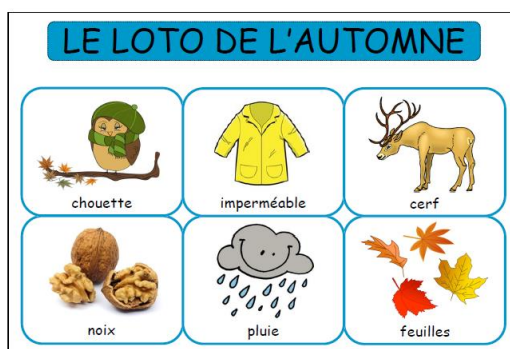 LE LOTO DE L'AUTOMNE
chouette imperméable cerf
noix pluie feuilles